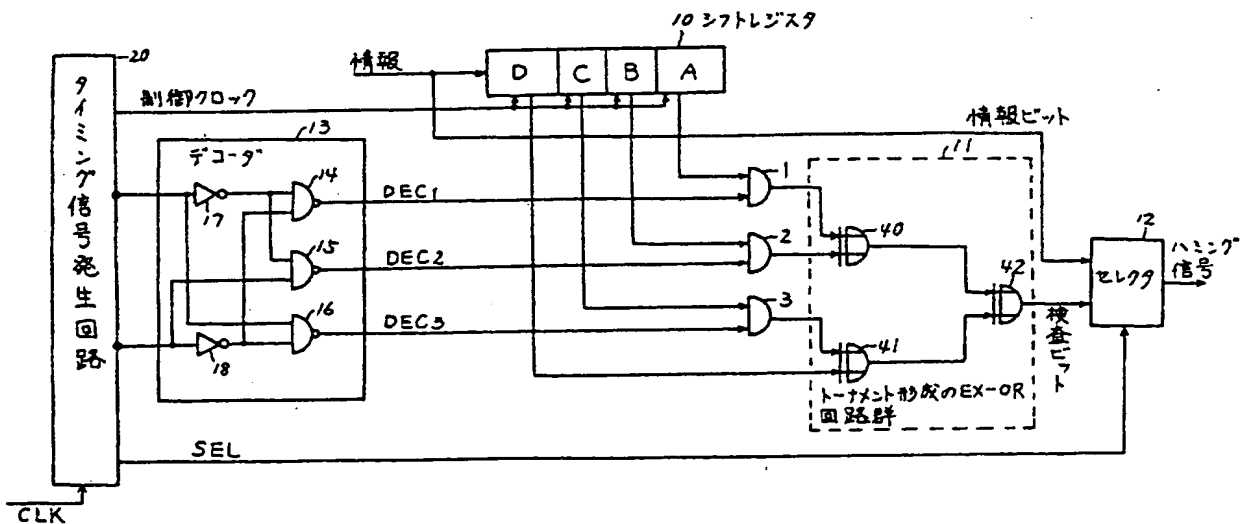 10 シフトレジスタ
20
情報
D C B A
タイミング信号発生回路
制御クロック
情報ビット
13
デコーダ
11
14
1
DEC1
17
40
12
15
2
ハミング
信号
DEC2
42
セレクタ
16
3
DEC3
検査ビット
18
41
トーナメント形成のEX-OR
回路群
SEL
CLK